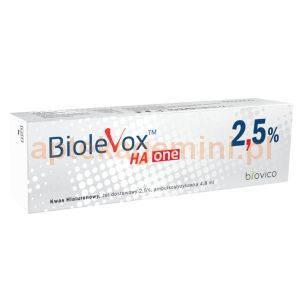 BioleVox™ 2,5%
HA one
Kwas Hialuronowy, żel dostawowy 2,5%, ampułkostrzykawka 4,8 ml
biovico